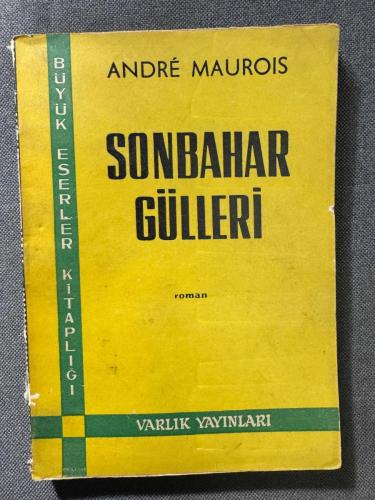 ANDRÉ MAUROIS
SONBAHAR
GÜLLERİ
roman
BÜYÜK ESERLER KİTAPLIĞI
VARLIK YAYINLARI